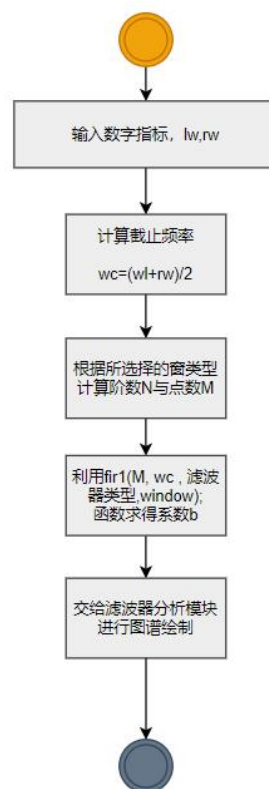 输入数字指标，lw,rw
计算截止频率
wc=(wl+rw)/2
根据所选择的窗类型
计算阶数N与点数M
利用fir1(M, wc , 滤波
器类型,window);
函数求得系数b
交给滤波器分析模块
进行图谱绘制